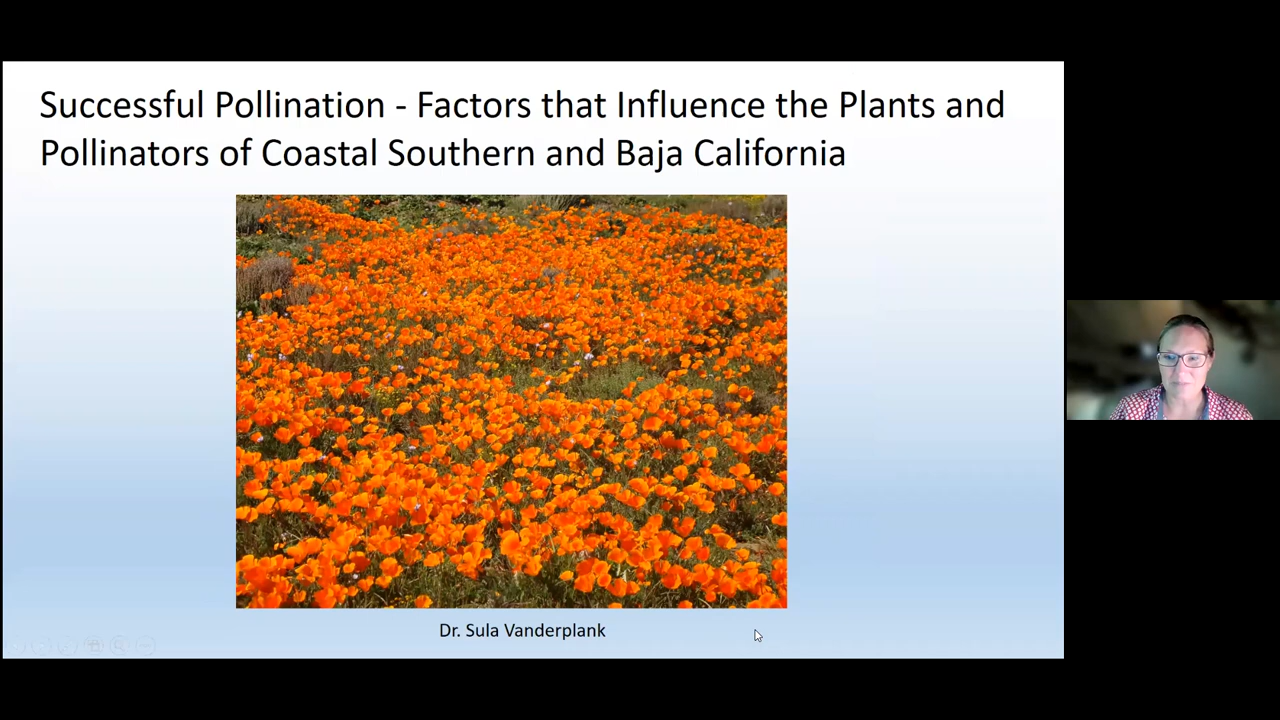 Successful Pollination - Factors that Influence the Plants and
Pollinators of Coastal Southern and Baja California
Dr. Sula Vanderplank